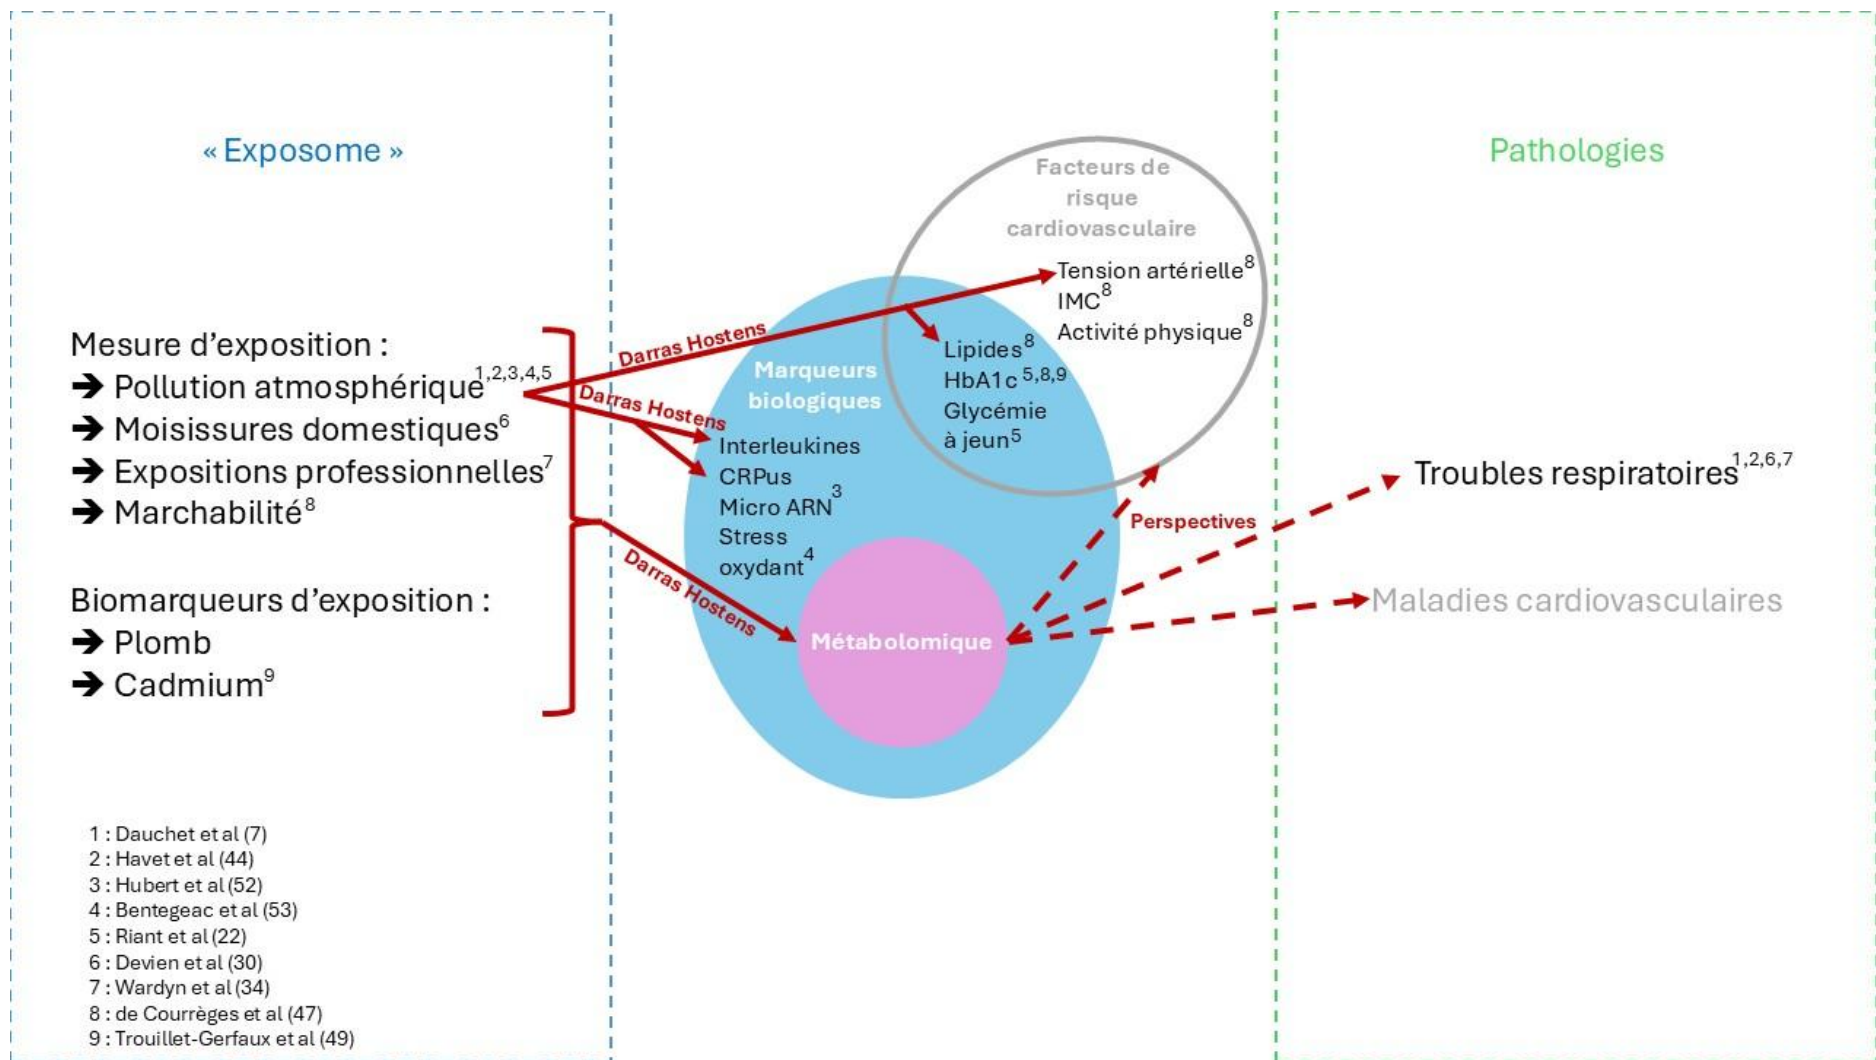 « Exposome »
Mesure d’exposition :
➔ Pollution atmosphérique1,2,3,4,5
➔ Moisissures domestiques6
➔ Expositions professionnelles7
➔ Marchabilité8
Biomarqueurs d’exposition :
➔ Plomb
➔ Cadmium9
1 : Dauchet et al (7)
2 : Havet et al (44)
3 : Hubert et al (52)
4 : Bentegeac et al (53)
5 : Riant et al (22)
6 : Devien et al (30)
7 : Wardyn et al (34)
8 : de Courrèges et al (47)
9 : Trouillet-Gerfaux et al (49)
Darras Hostens
Darras Hostens
Darras Hostens
Facteurs de
risque
cardiovasculaire
Tension artérielle8
IMC8
Activité physique8
Lipides8
HbA1c 5,8,9
Glycémie
à jeun5
Marqueurs
biologiques
Interleukines
CRPus
Micro ARN3
Stress
oxydant4
Métabolomique
Perspectives
Pathologies
Troubles respiratoires1,2,6,7
Maladies cardiovasculaires